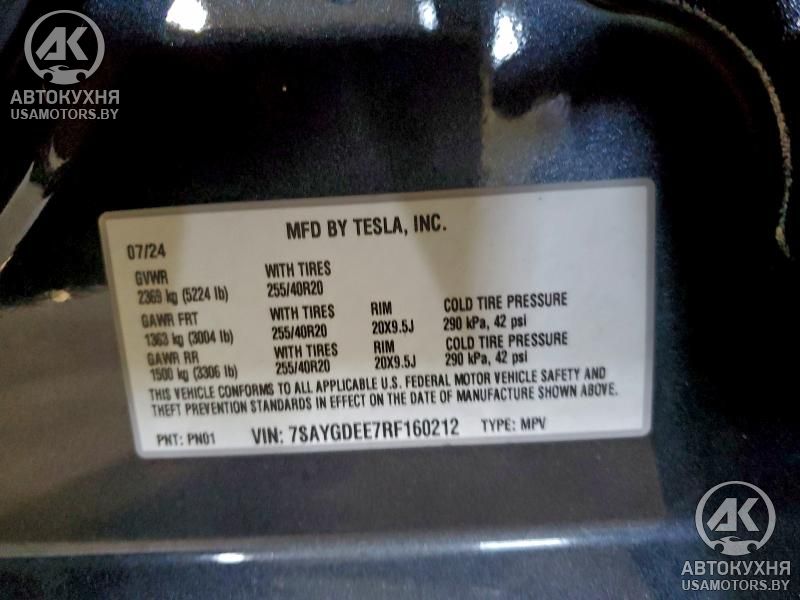 AK
АВТОКУХНЯ
USAMOTORS.BY
MFD BY TESLA, INC.
07/24
GVWR WITH TIRES
2369 kg (5224 lb) 255/40R20
GAWR FRT WITH TIRES RIM COLD TIRE PRESSURE
1363 kg (3004 lb) 255/40R20 20X9.5J 290 kPa, 42 psi
GAWR RR WITH TIRES RIM COLD TIRE PRESSURE
1500 kg (3306 lb) 255/40R20 20X9.5J 290 kPa, 42 psi
THIS VEHICLE CONFORMS TO ALL APPLICABLE U.S. FEDERAL MOTOR VEHICLE SAFETY AND
THEFT PREVENTION STANDARDS IN EFFECT ON THE DATE OF MANUFACTURE SHOWN ABOVE.
PNT: PN01 VIN: 7SAYGDEE7RF160212 TYPE: MPV
AK
АВТОКУХНЯ
USAMOTORS.BY